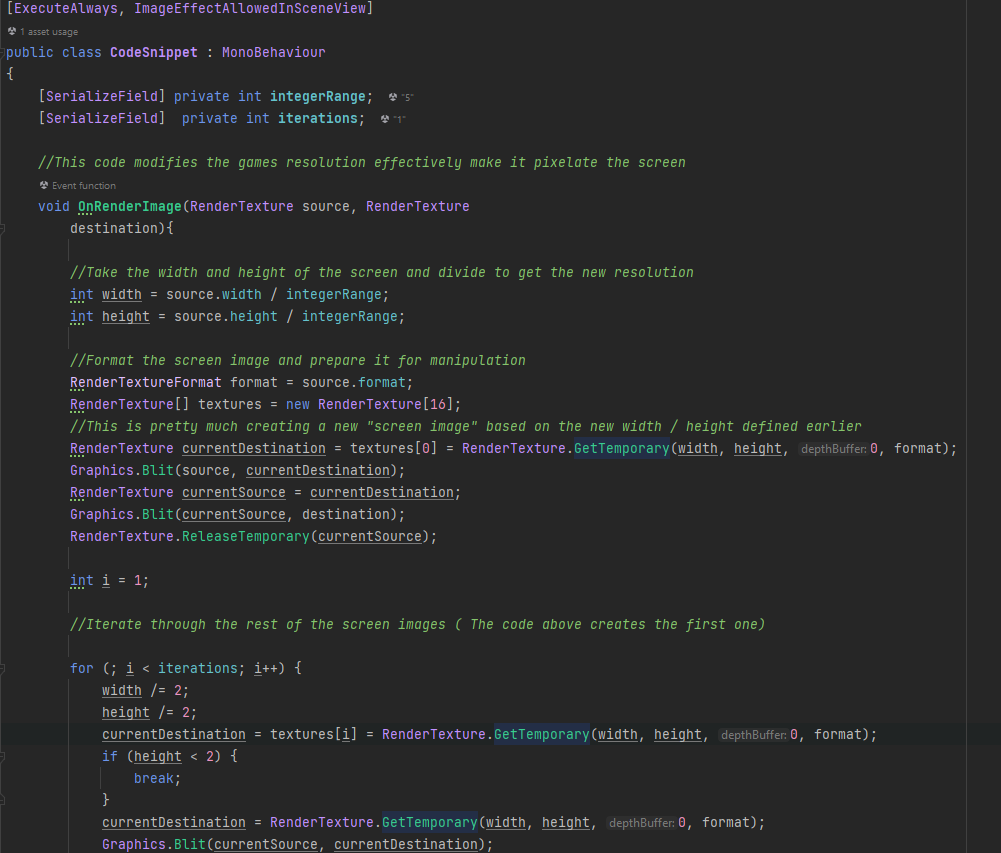 [ExecuteAlways, ImageEffectAllowedInSceneView]
1 asset usage
public class CodeSnippet : MonoBehaviour
{
[SerializeField] private int integerRange; "5"
[SerializeField]  private int iterations; "1"
//This code modifies the games resolution effectively make it pixelate the screen
Event function
void OnRenderImage(RenderTexture source, RenderTexture
destination){
//Take the width and height of the screen and divide to get the new resolution
int width = source.width / integerRange;
int height = source.height / integerRange;
//Format the screen image and prepare it for manipulation
RenderTextureFormat format = source.format;
RenderTexture[] textures = new RenderTexture[16];
//This is pretty much creating a new "screen image" based on the new width / height defined earlier
RenderTexture currentDestination = textures[0] = RenderTexture.GetTemporary(width, height, depthBuffer: 0, format);
Graphics.Blit(source, currentDestination);
RenderTexture currentSource = currentDestination;
Graphics.Blit(currentSource, destination);
RenderTexture.ReleaseTemporary(currentSource);
int i = 1;
//Iterate through the rest of the screen images ( The code above creates the first one)
for (; i < iterations; i++) {
width /= 2;
height /= 2;
currentDestination = textures[i] = RenderTexture.GetTemporary(width, height, depthBuffer: 0, format);
if (height < 2) {
break;
}
currentDestination = RenderTexture.GetTemporary(width, height, depthBuffer: 0, format);
Graphics.Blit(currentSource, currentDestination);